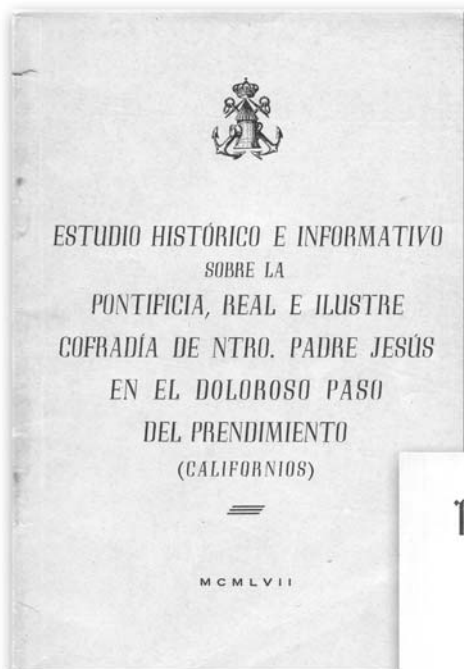 ESTUDIO HISTÓRICO E INFORMATIVO
SOBRE LA
PONTIFICIA, REAL E ILUSTRE
COFRADÍA DE NTRO. PADRE JESÚS
EN EL DOLOROSO PASO
DEL PRENDIMIENTO
(CALIFORNIOS)
MCMLVII